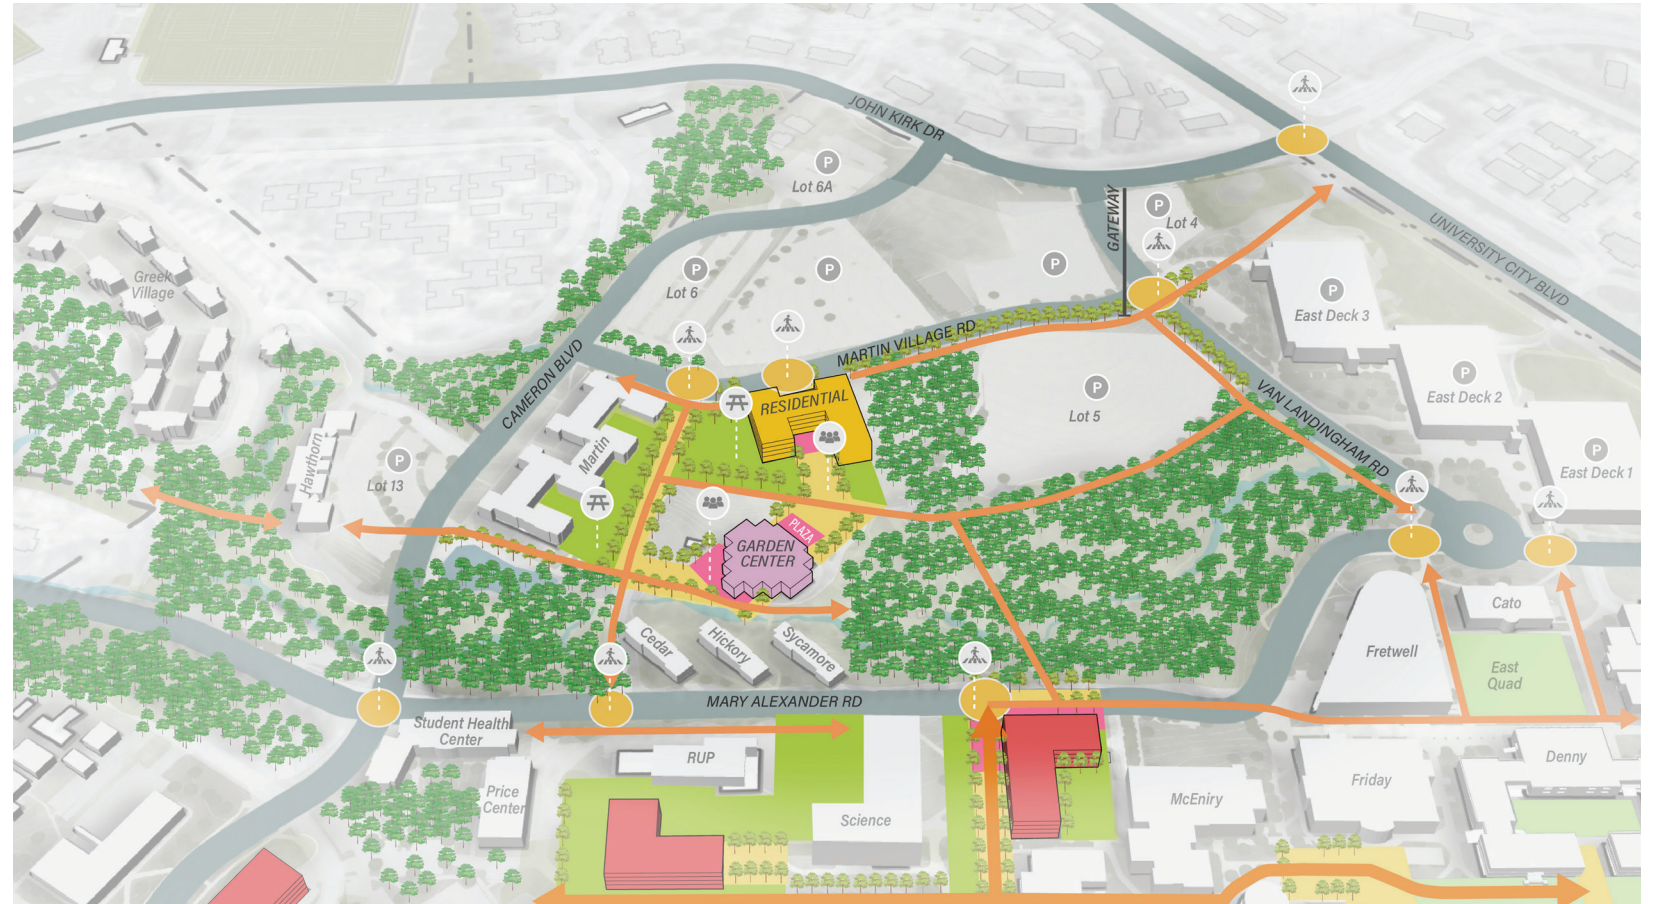 JOHN KIRK DR
P
Lot 6A
P
Lot 4
GATEWAY
UNIVERSITY CITY BLVD
Greek
Village
P
Lot 6
P
P
P
East Deck 3
MARTIN VILLAGE RD
CAMERON BLVD
P
Lot 5
VAN LANDINGHAM RD
P
East Deck 2
RESIDENTIAL
Martin
Hawthorn
P
Lot 13
P
East Deck 1
PLAZA
GARDEN
CENTER
Cedar
Hickory
Sycamore
Cato
Fretwell
East
Quad
MARY ALEXANDER RD
Student Health
Center
RUP
Price
Center
Science
McEniry
Friday
Denny